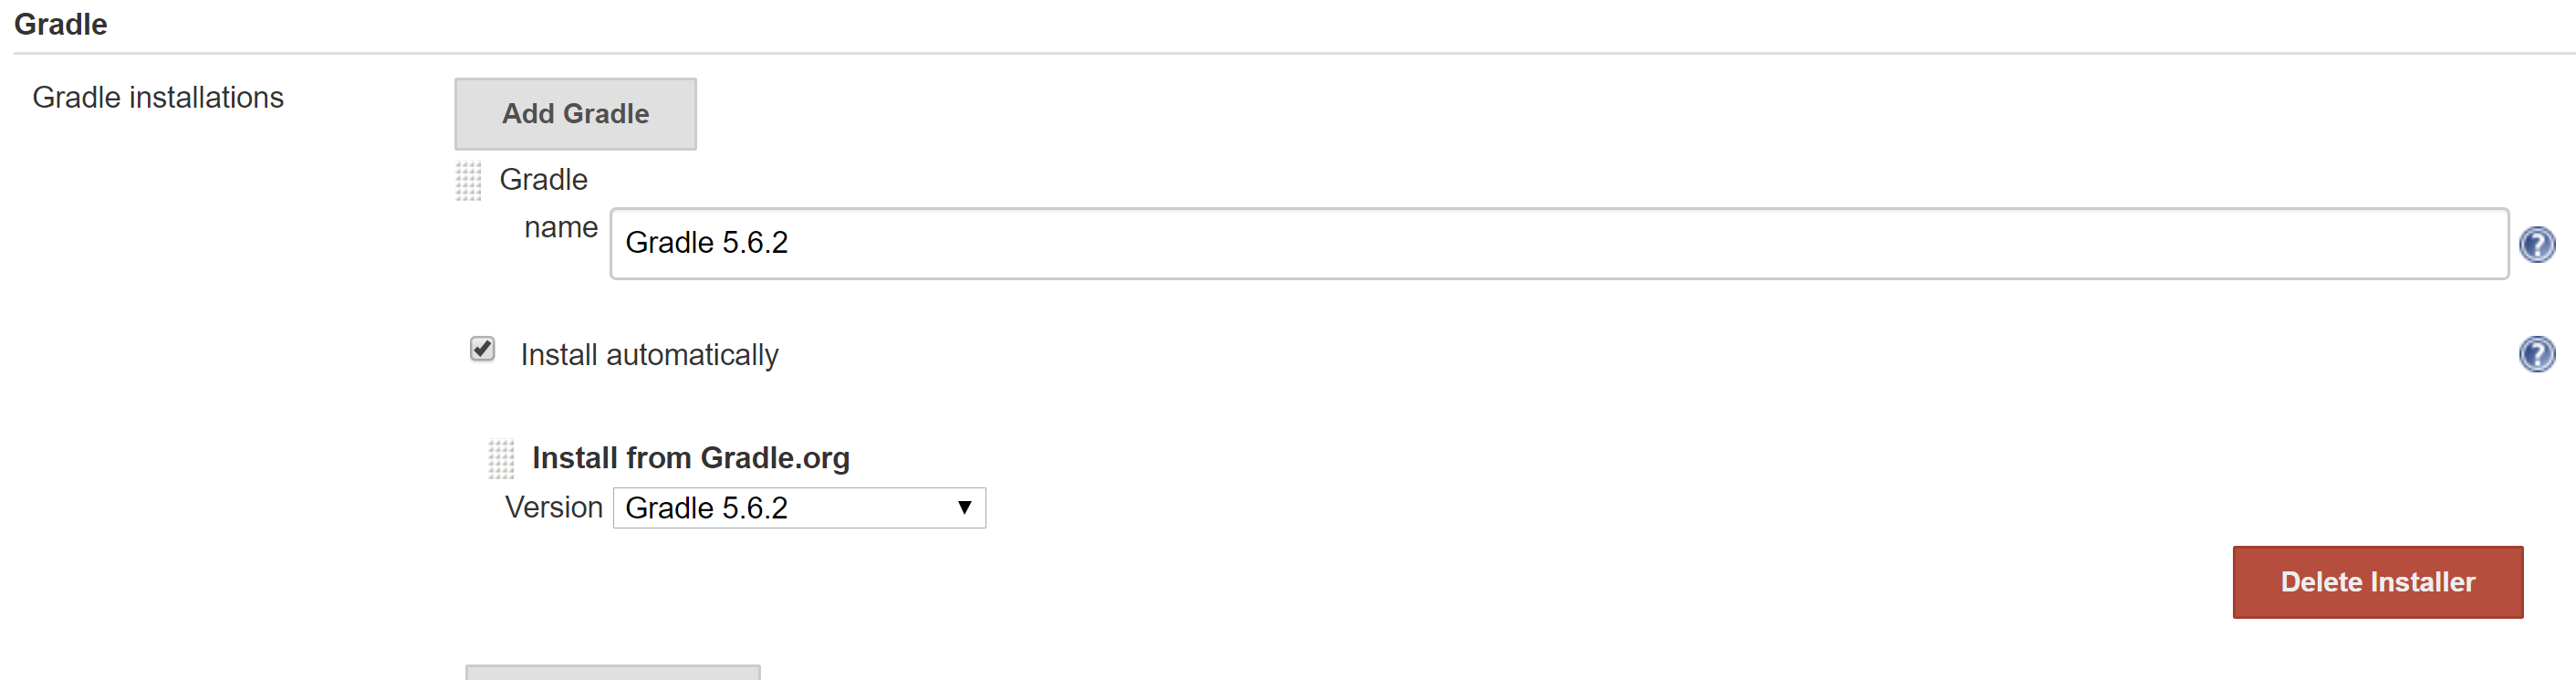 Gradle
Gradle installations
Add Gradle
Gradle
name
Gradle 5.6.2
Install automatically
Install from Gradle.org
Version
Gradle 5.6.2
Delete Installer